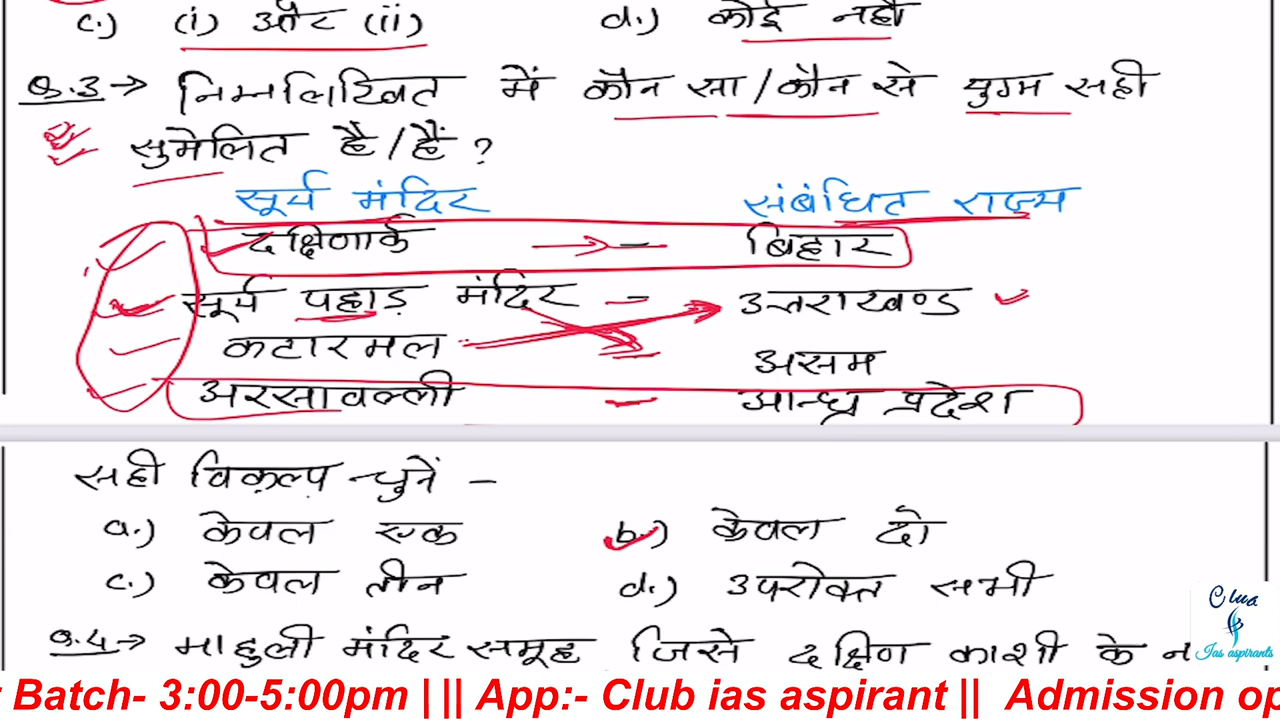 c.) (i) और (ii) d.) कोई नहीं
Q.3→ निम्नलिखित में कौन सा/कौन से युग्म सही
सुमेलित है/हैं?
सूर्य मंदिर संबंधित राज्य
दक्षिणार्क - बिहार
सूर्य पहाड़ मंदिर - उत्तराखण्ड
कटारमल - असम
अरसावल्ली - आन्ध्र प्रदेश
सही विकल्प चुनें -
a.) केवल एक b.) केवल दो
c.) केवल तीन d.) उपरोक्त सभी
Q.4→ माहुली मंदिर समूह जिसे दक्षिण काशी के न
Club
Ias aspirants
Batch- 3:00-5:00pm | || App:- Club ias aspirant || Admission op